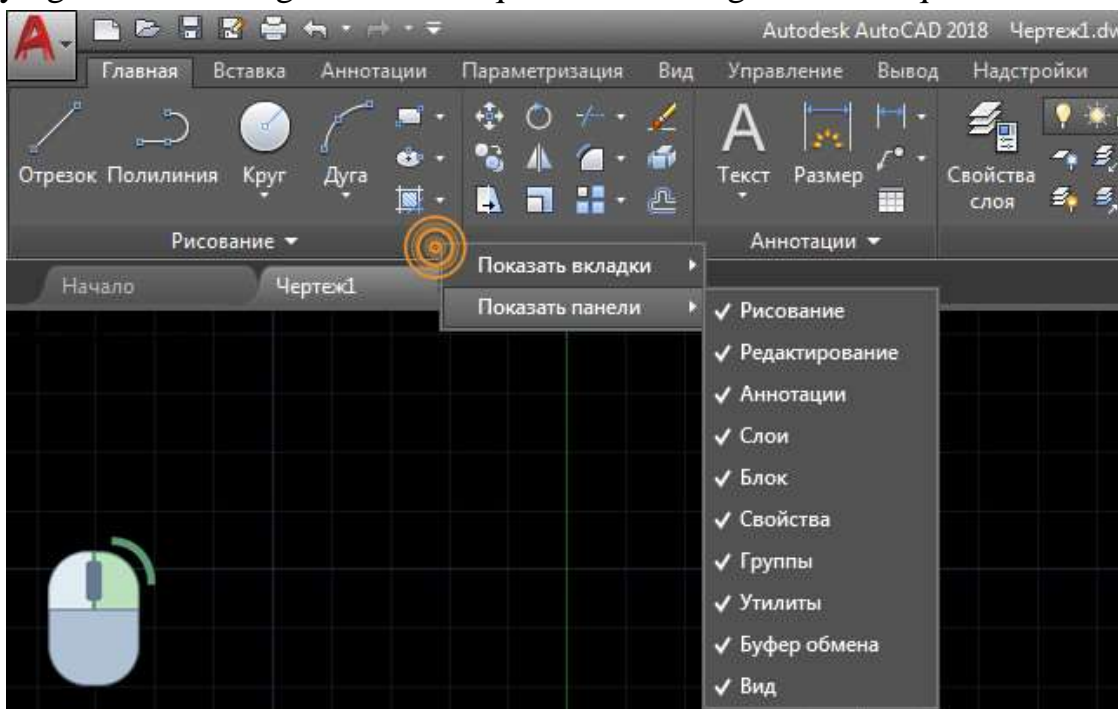 Autodesk AutoCAD 2018 Чертеж1.dw
Главная Вставка Аннотации Параметризация Вид Управление Вывод Надстройки
Отрезок Полилиния Круг Дуга Текст Размер Свойства слоя
Рисование Аннотации
Начало Чертеж1
Показать вкладки
Показать панели
✓ Рисование
✓ Редактирование
✓ Аннотации
✓ Слои
✓ Блок
✓ Свойства
✓ Группы
✓ Утилиты
✓ Буфер обмена
✓ Вид